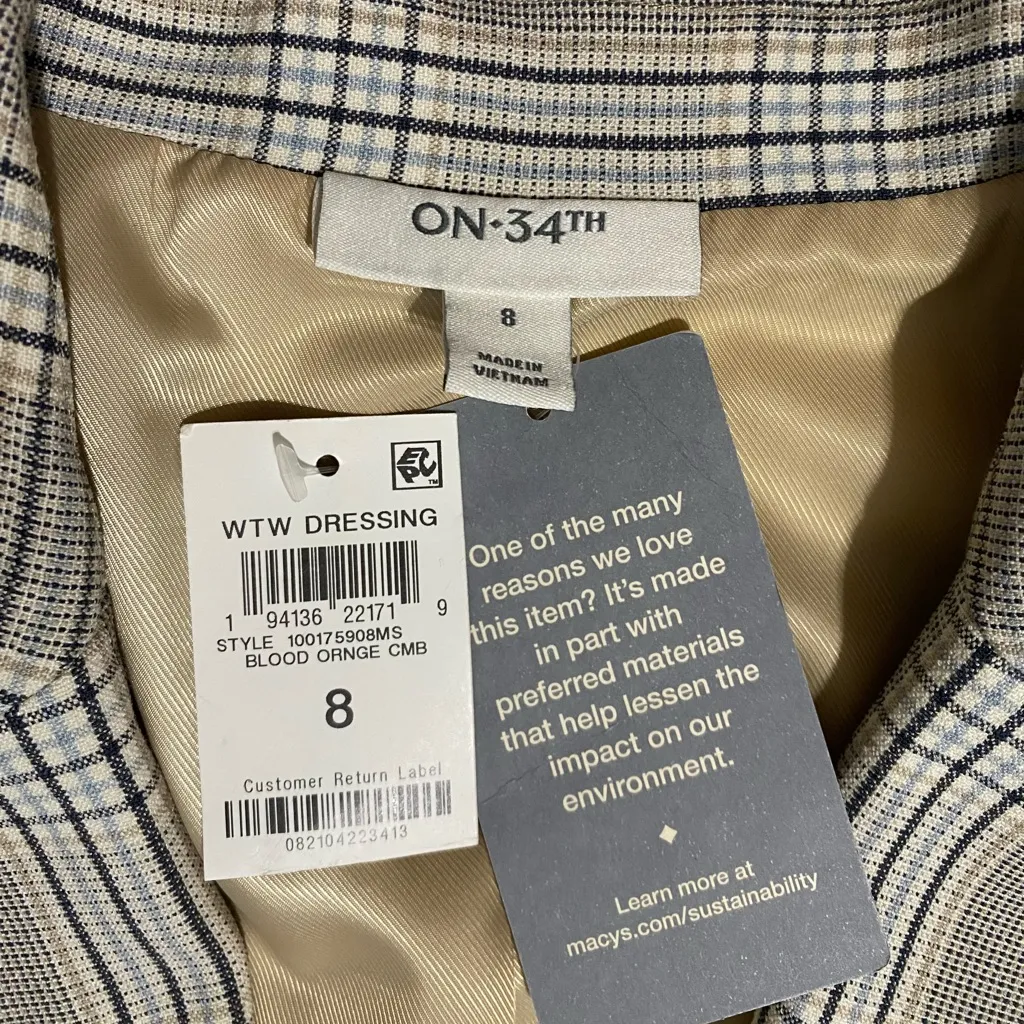 ON•34TH
8
MADE IN
VIETNAM
EPC
TM
WTW DRESSING
1 94136 22171 9
STYLE 100175908MS
BLOOD ORNGE CMB
8
Customer Return Label
082104223413
One of the many
reasons we love
this item? It's made
in part with
preferred materials
that help lessen the
impact on our
environment.
Learn more at
macys.com/sustainability